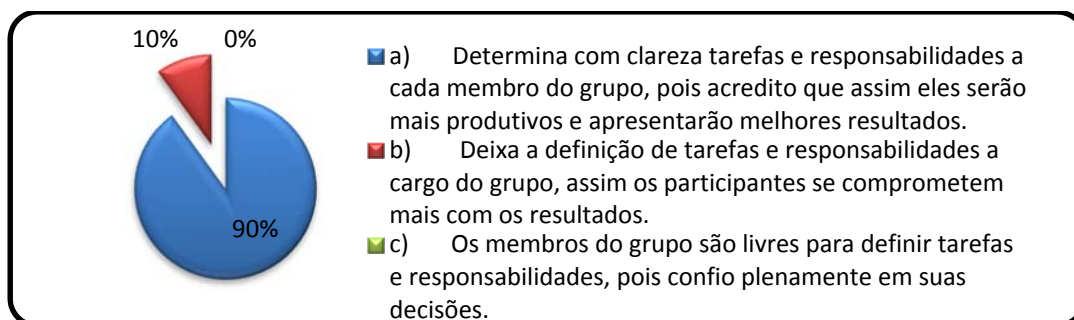 10% 0%
90%
a) Determina com clareza tarefas e responsabilidades a
cada membro do grupo, pois acredito que assim eles serão
mais produtivos e apresentarão melhores resultados.
b) Deixa a definição de tarefas e responsabilidades a
cargo do grupo, assim os participantes se comprometem
mais com os resultados.
c) Os membros do grupo são livres para definir tarefas
e responsabilidades, pois confio plenamente em suas
decisões.